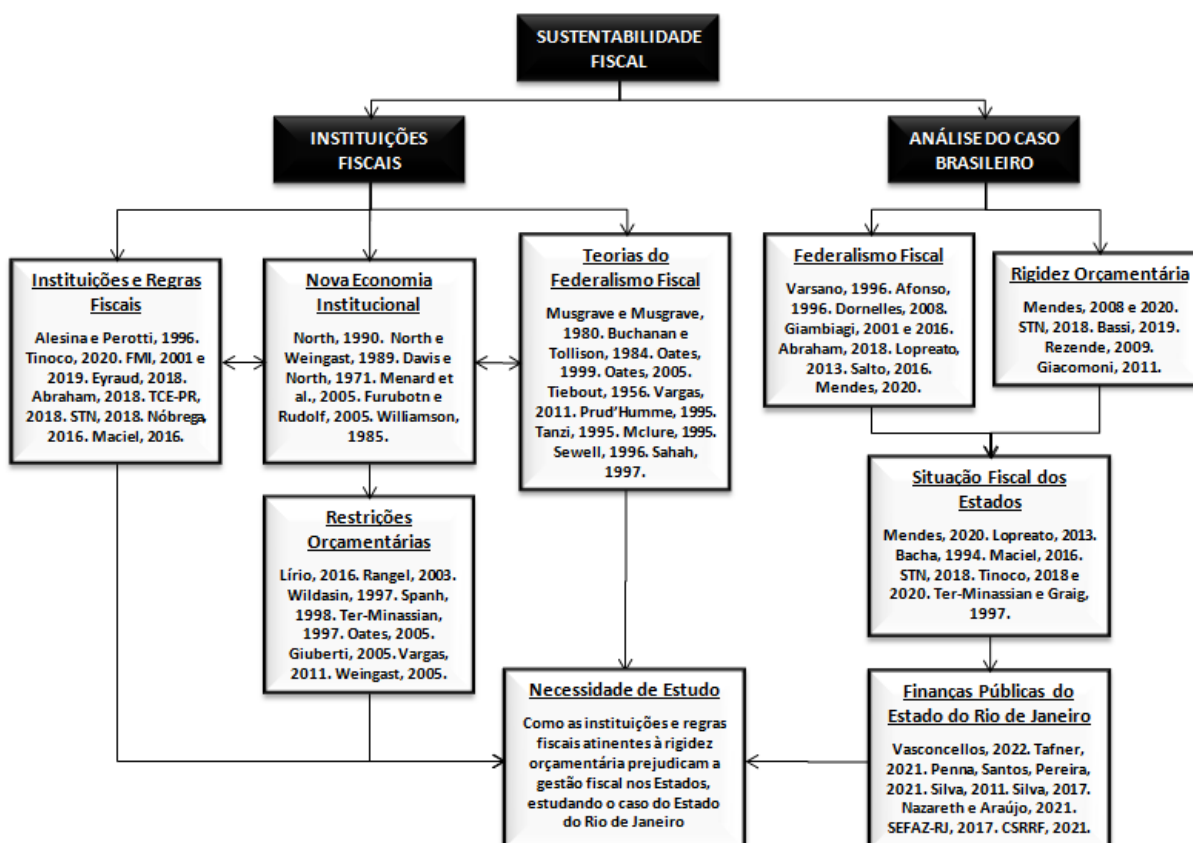 SUSTENTABILIDADE
FISCAL
INSTITUIÇÕES
FISCAIS
ANÁLISE DO CASO
BRASILEIRO
Instituições e Regras
Fiscais
Alesina e Perotti, 1996.
Tinoco, 2020. FMI, 2001 e
2019. Eyraud, 2018.
Abraham, 2018. TCE-PR,
2018. STN, 2018. Nóbrega,
2016. Maciel, 2016.
Nova Economia
Institucional
North, 1990. North e
Weingast, 1989. Davis e
North, 1971. Menard et
al., 2005. Furubotn e
Rudolf, 2005. Williamson,
1985.
Teorias do
Federalismo Fiscal
Musgrave e Musgrave,
1980. Buchanan e
Tollison, 1984. Oates,
1999. Oates, 2005.
Tiebout, 1956. Vargas,
2011. Prud’Humme, 1995.
Tanzi, 1995. Mclure, 1995.
Sewell, 1996. Sahah,
1997.
Federalismo Fiscal
Varsano, 1996. Afonso,
1996. Dornelles, 2008.
Giambiagi, 2001 e 2016.
Abraham, 2018. Lopreato,
2013. Salto, 2016.
Mendes, 2020.
Rigidez Orçamentária
Mendes, 2008 e 2020.
STN, 2018. Bassi, 2019.
Rezende, 2009.
Giacomoni, 2011.
Restrições
Orçamentárias
Lírio, 2016. Rangel, 2003.
Wildasin, 1997. Spanh,
1998. Ter-Minassian,
1997. Oates, 2005.
Giuberti, 2005. Vargas,
2011. Weingast, 2005.
Situação Fiscal dos
Estados
Mendes, 2020. Lopreato, 2013.
Bacha, 1994. Maciel, 2016.
STN, 2018. Tinoco, 2018 e
2020. Ter-Minassian e Graig,
1997.
Necessidade de Estudo
Como as instituições e regras
fiscais atinentes à rigidez
orçamentária prejudicam a
gestão fiscal nos Estados,
estudando o caso do Estado
do Rio de Janeiro
Finanças Públicas do
Estado do Rio de Janeiro
Vasconcellos, 2022. Tafner,
2021. Penna, Santos, Pereira,
2021. Silva, 2011. Silva, 2017.
Nazareth e Araújo, 2021.
SEFAZ-RJ, 2017. CSRRF, 2021.